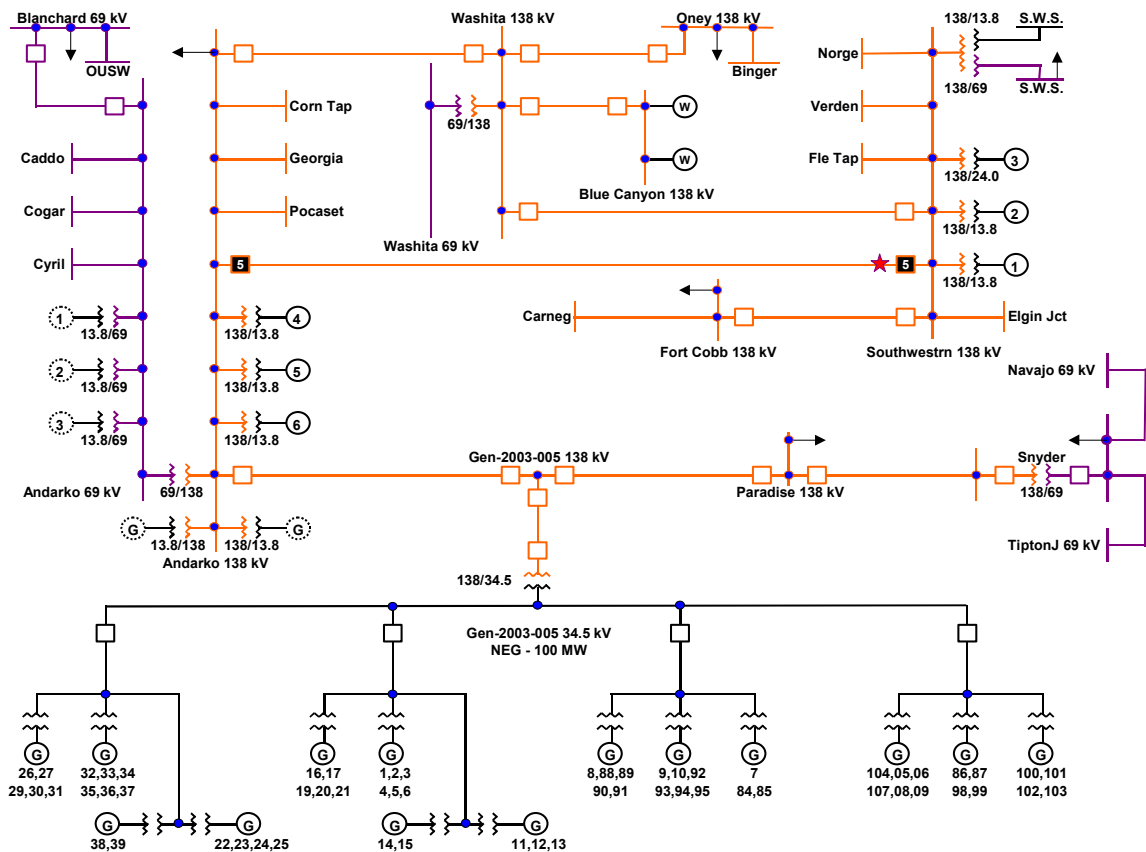 Blanchard 69 kV
OUSW
Washita 138 kV
Oney 138 kV
Binger
138/13.8
S.W.S.
Norge
138/69
S.W.S.
Corn Tap
69/138
W
Verden
Caddo
Georgia
W
Fle Tap
3
138/24.0
Blue Canyon 138 kV
Cogar
Pocaset
2
138/13.8
Washita 69 kV
Cyril
5
5
1
138/13.8
1
13.8/69
4
138/13.8
Carneg
Elgin Jct
Fort Cobb 138 kV
Southwestrn 138 kV
2
13.8/69
5
138/13.8
Navajo 69 kV
3
13.8/69
6
138/13.8
Gen-2003-005 138 kV
Snyder
Andarko 69 kV
69/138
Paradise 138 kV
138/69
G
13.8/138
138/13.8
G
Andarko 138 kV
TiptonJ 69 kV
138/34.5
Gen-2003-005 34.5 kV
NEG - 100 MW
G
G
G
G
G
G
G
G
G
G
26,27
29,30,31
32,33,34
35,36,37
16,17
19,20,21
1,2,3
4,5,6
8,88,89
90,91
9,10,92
93,94,95
7
84,85
104,05,06
107,08,09
86,87
98,99
100,101
102,103
G
G
G
G
38,39
22,23,24,25
14,15
11,12,13